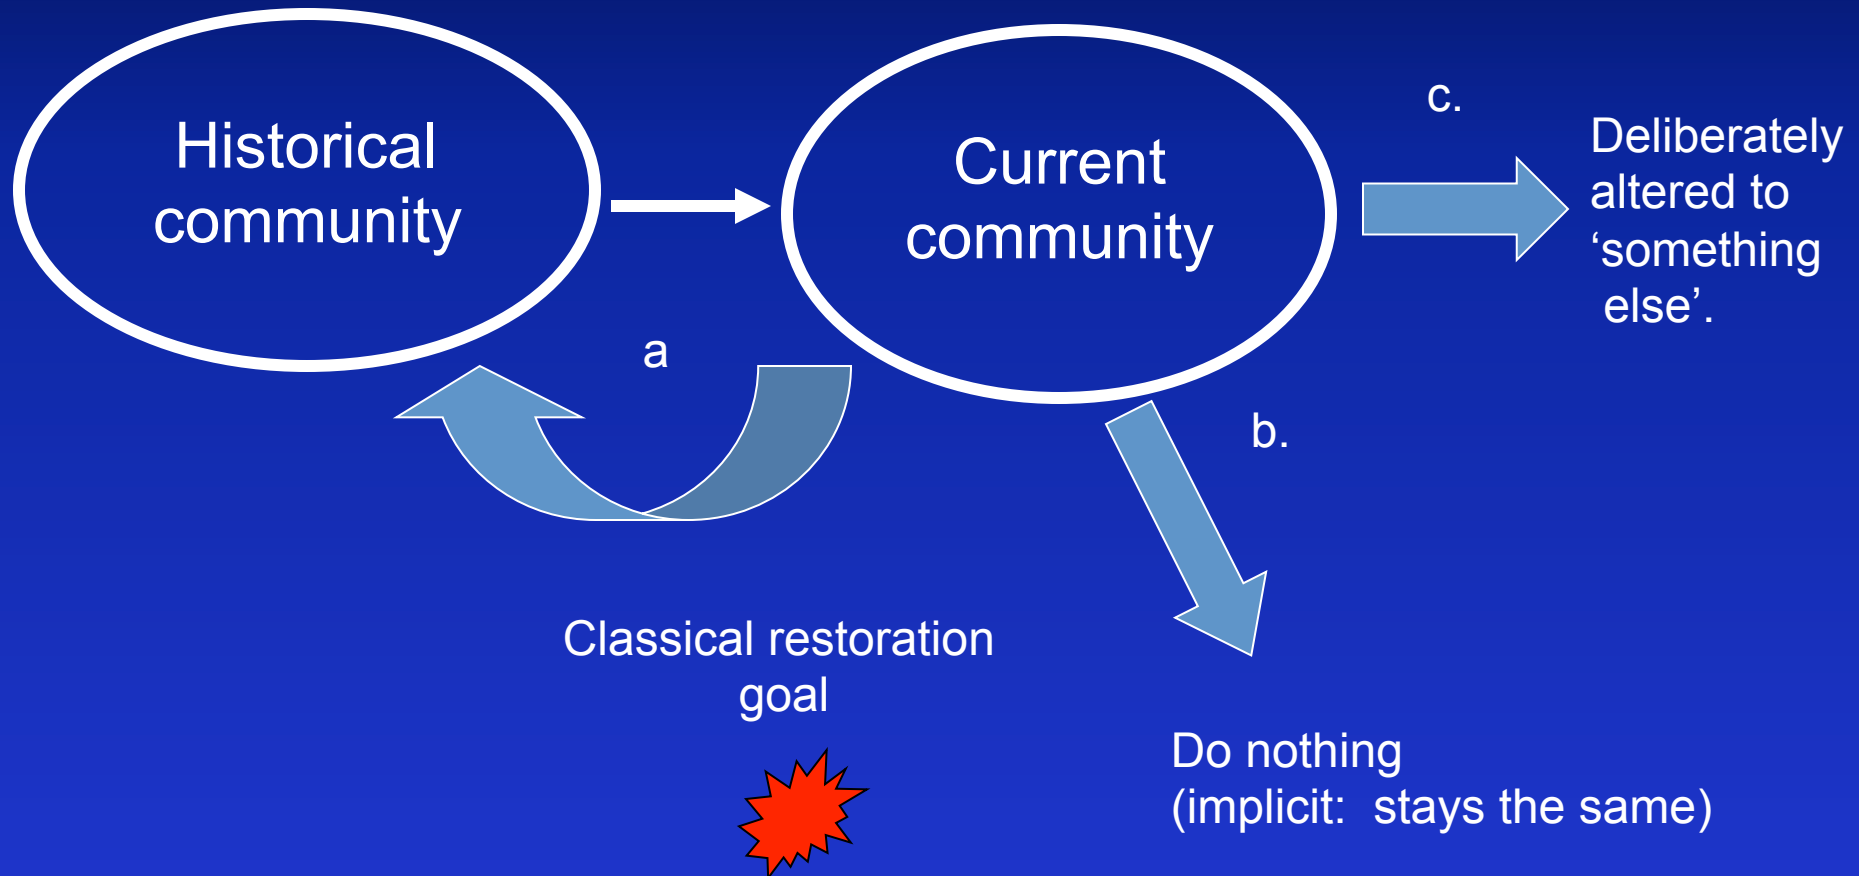 Historical
community
Current
community
c.
Deliberately
altered to
‘something
else’.
a
b.
Classical restoration
goal
Do nothing
(implicit:  stays the same)